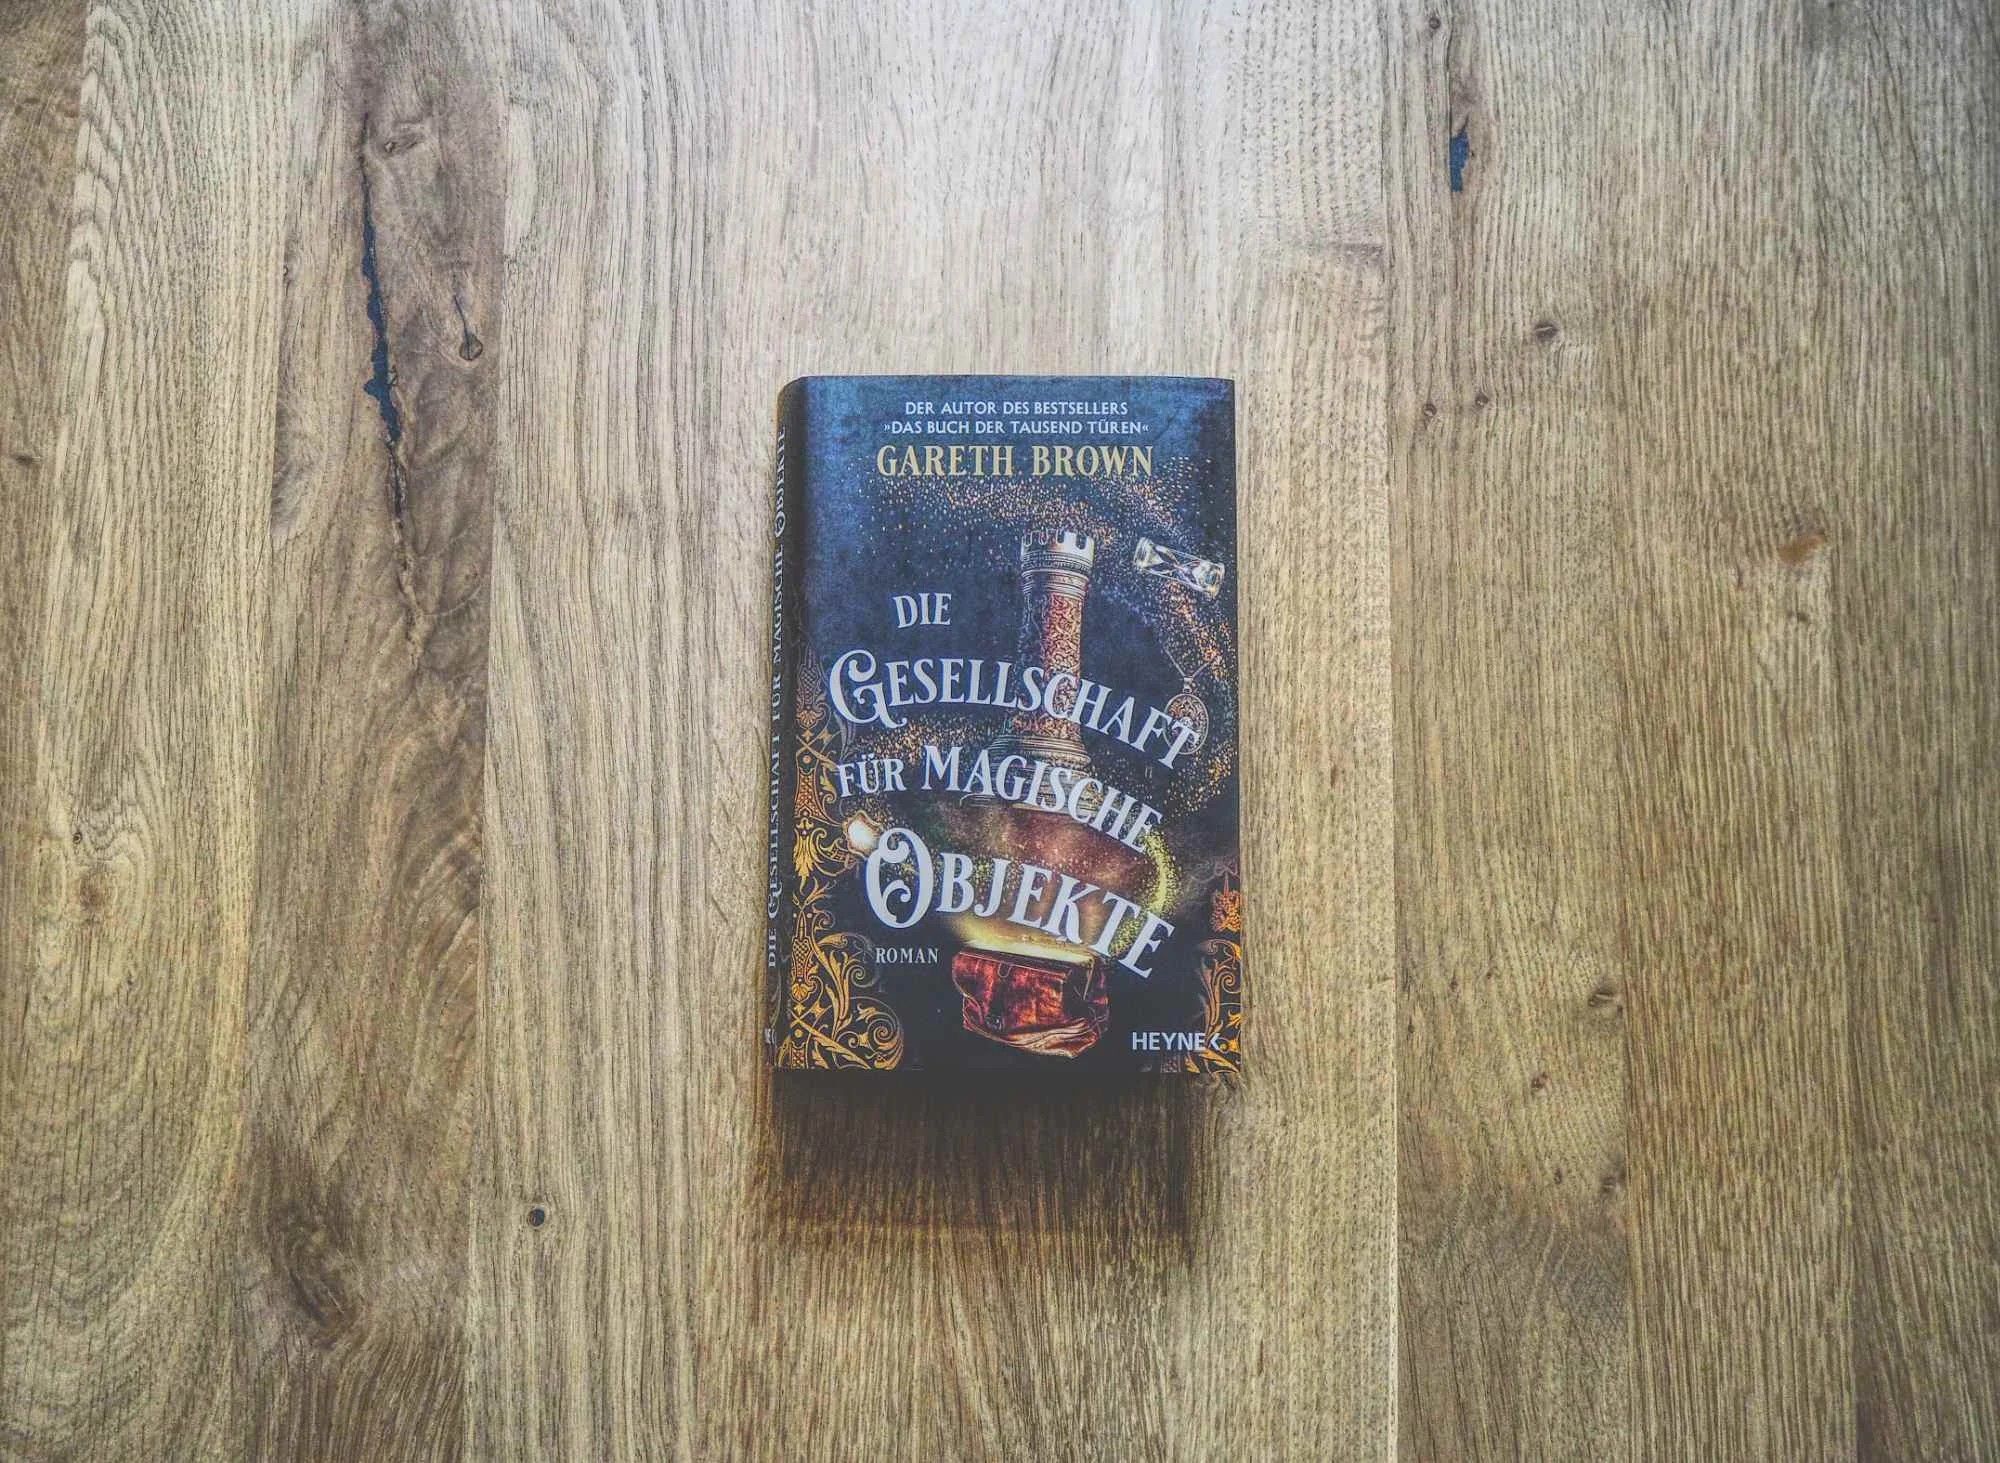 DER AUTOR DES BESTSELLERS
»DAS BUCH DER TAUSEND TÜREN«
GARETH BROWN
DIE
GESELLSCHAFT
FÜR MAGISCHE
OBJEKTE
ROMAN
HEYNE<
DIE GESELLSCHAFT FÜR MAGISCHE OBJEKTE